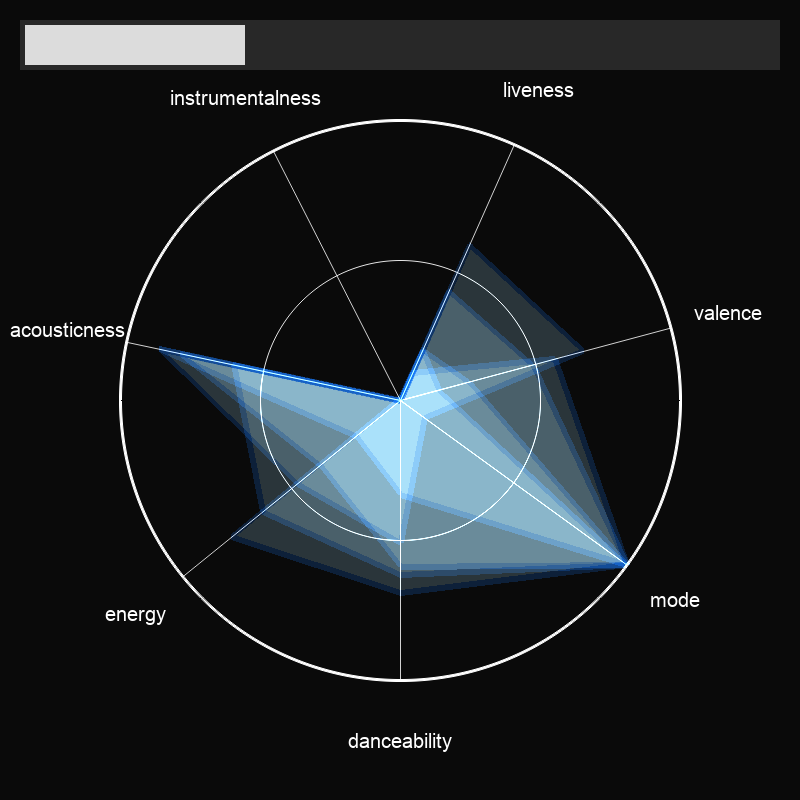 liveness
instrumentalness
valence
acousticness
mode
energy
danceability